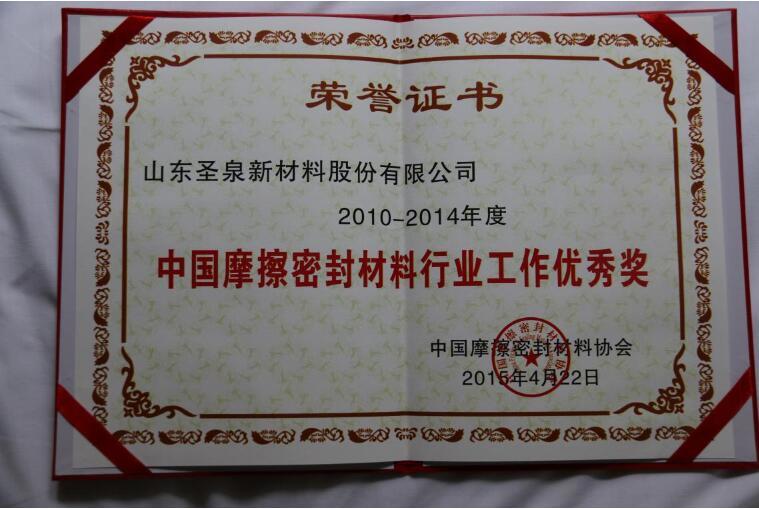 荣誉证书
山东圣泉新材料股份有限公司
2010-2014年度
中国摩擦密封材料行业工作优秀奖
中国摩擦密封材料协会
2015年4月22日